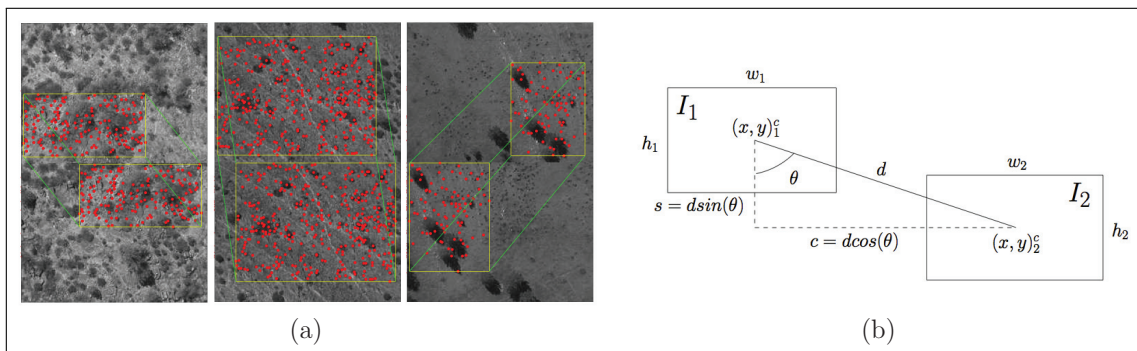 w₁
I₁
(x, y)₁ᶜ
h₁
θ
d
w₂
I₂
s = dsin(θ)
c = dcos(θ)
(x, y)₂ᶜ
h₂
(a)
(b)